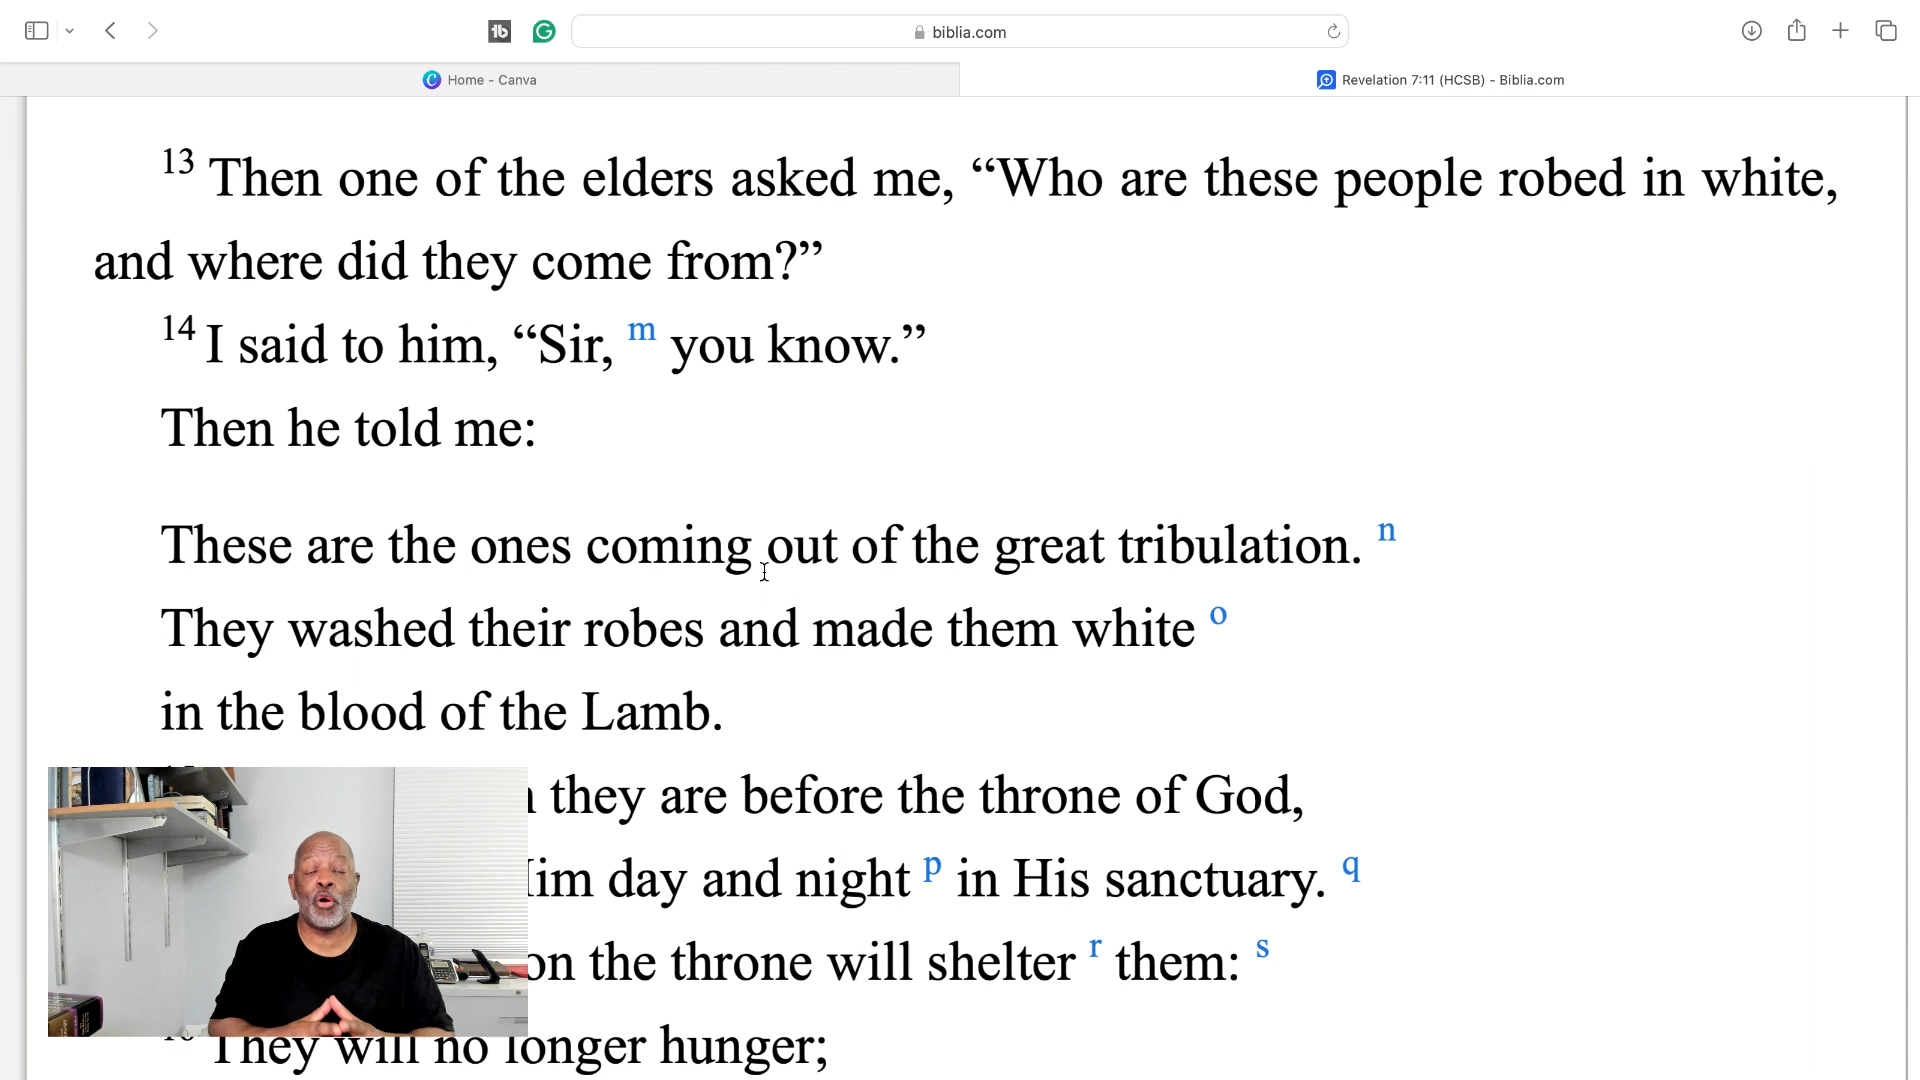 biblia.com
Home - Canva
Revelation 7:11 (HCSB) - Biblia.com
13 Then one of the elders asked me, “Who are these people robed in white,
and where did they come from?”
14 I said to him, “Sir, m you know.”
Then he told me:
These are the ones coming out of the great tribulation. n
They washed their robes and made them white o
in the blood of the Lamb.
they are before the throne of God,
day and night p in His sanctuary. q
on the throne will shelter r them: s
They will no longer hunger;